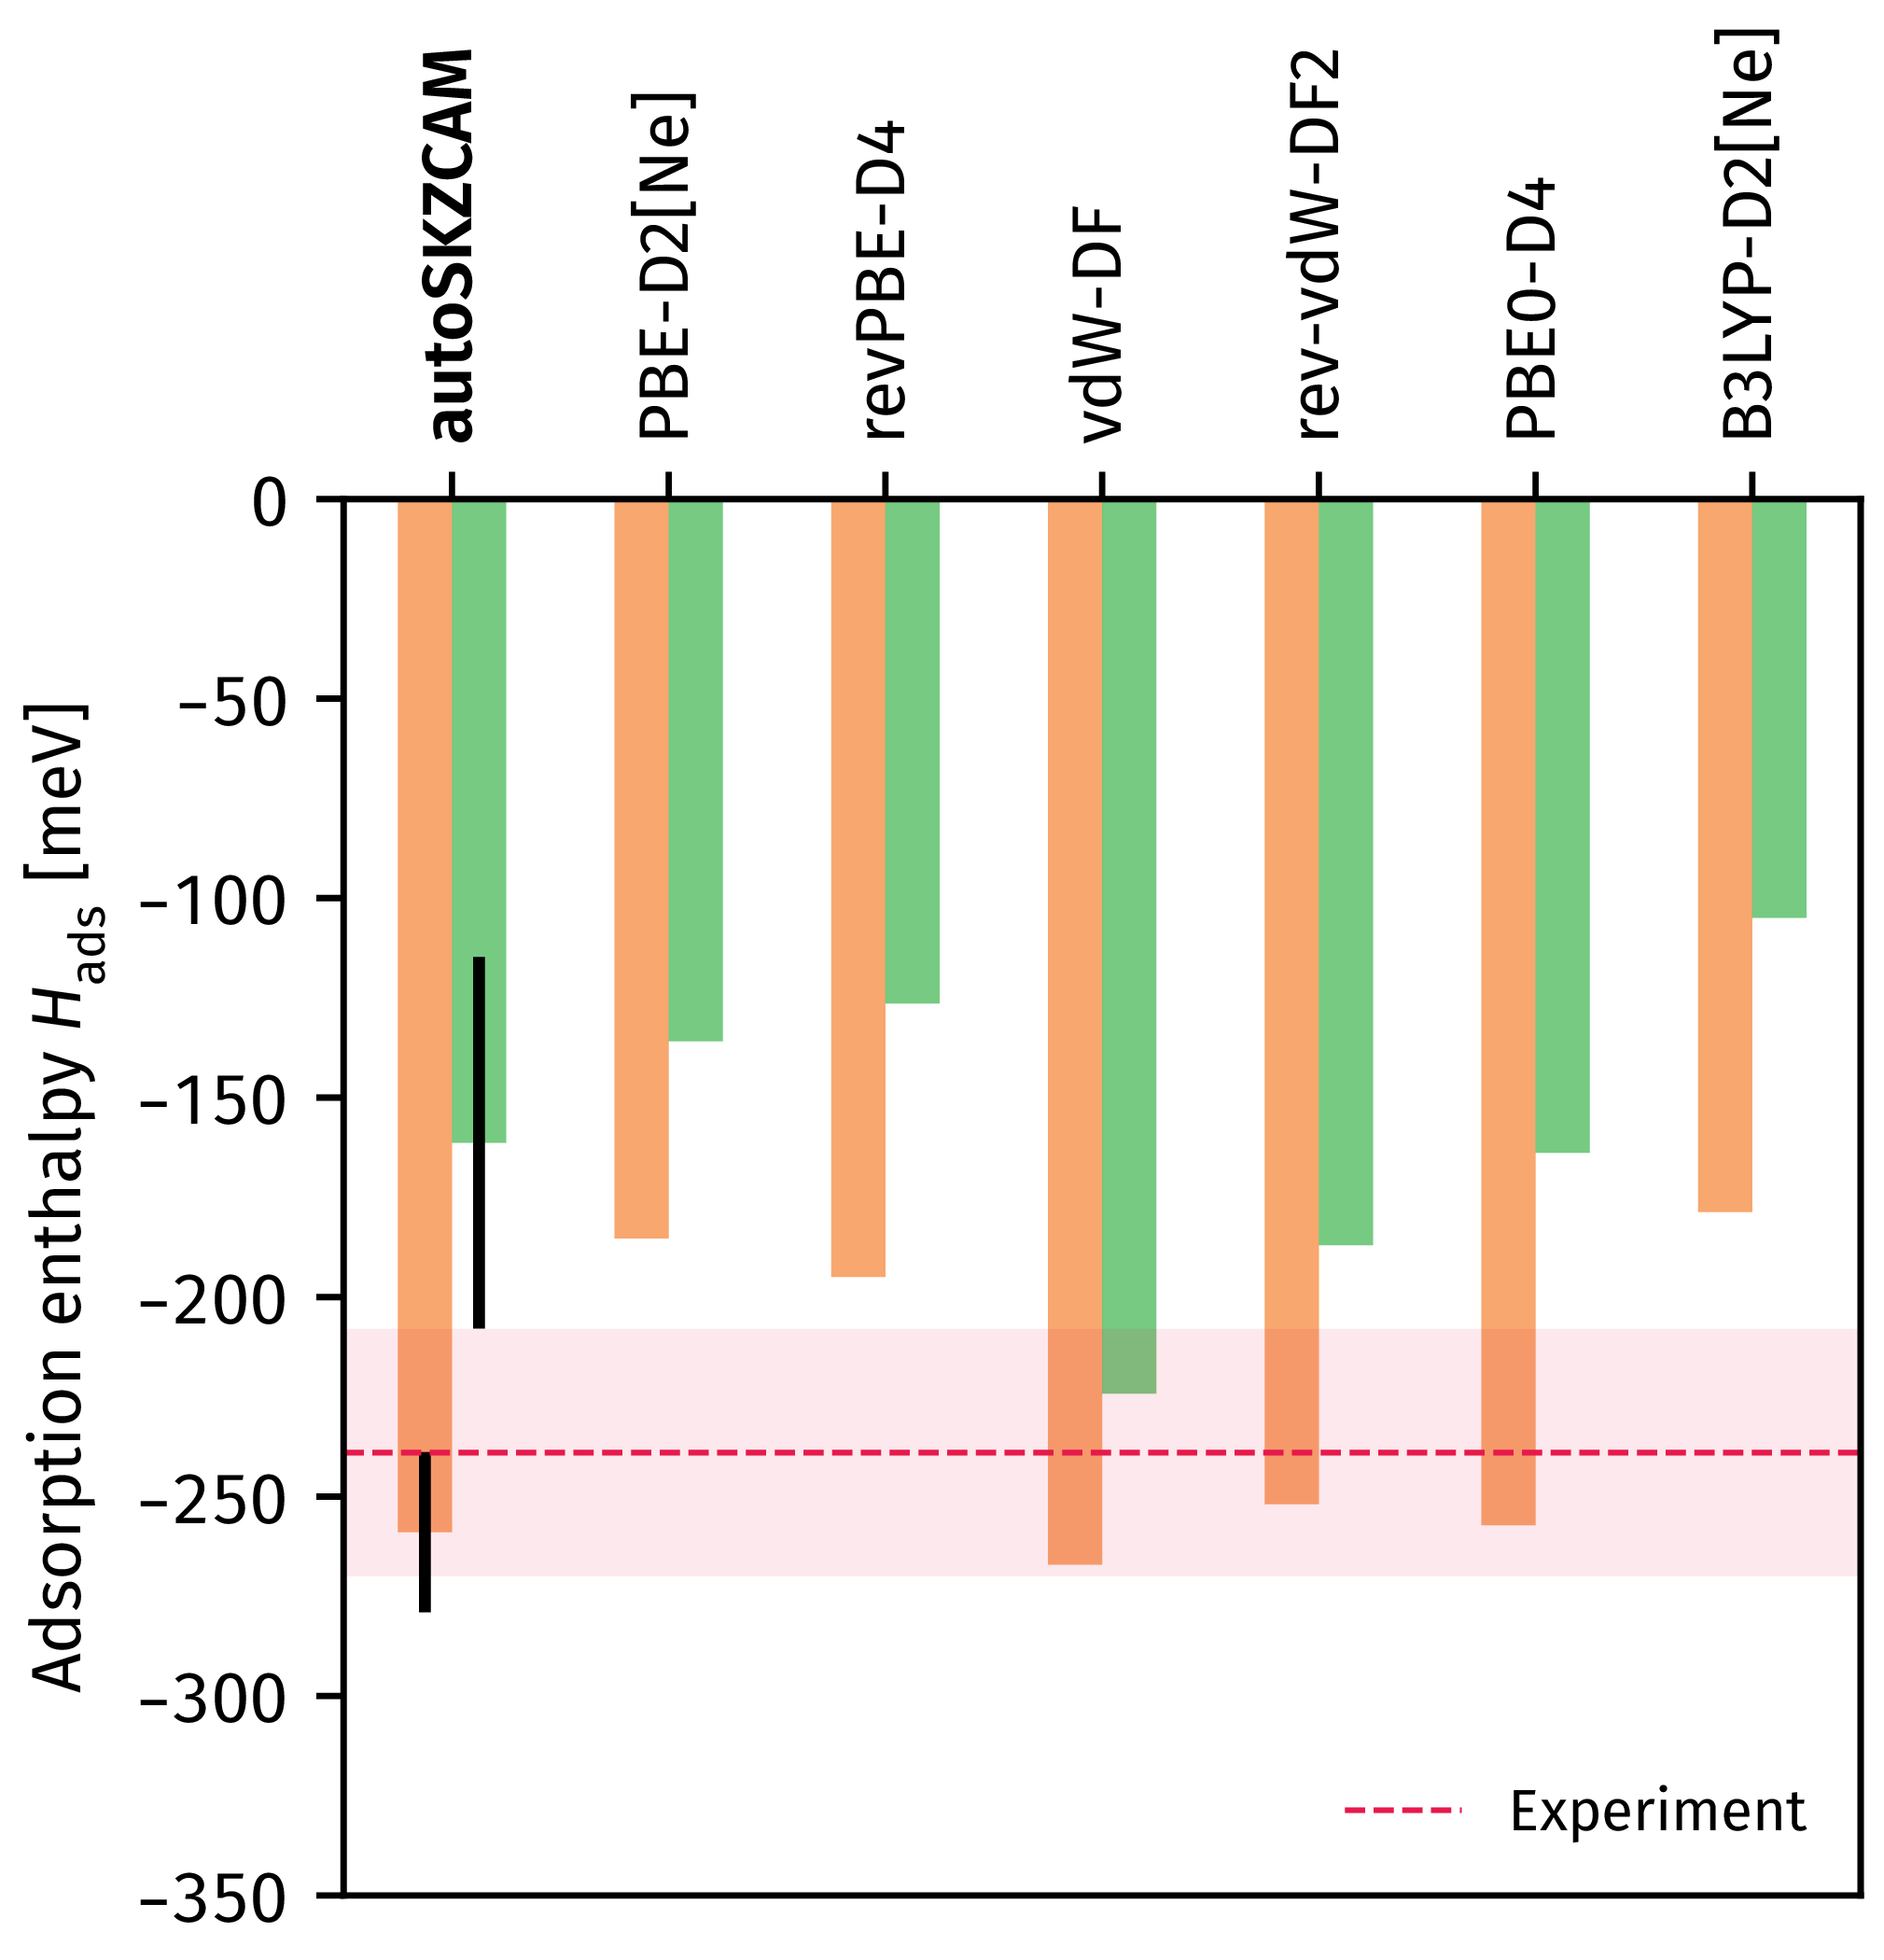 autoSKZCAM
PBE-D2[Ne]
revPBE-D4
vdW-DF
rev-vdW-DF2
PBE0-D4
B3LYP-D2[Ne]
Adsorption enthalpy Hads [meV]
0
-50
-100
-150
-200
-250
-300
-350
Experiment